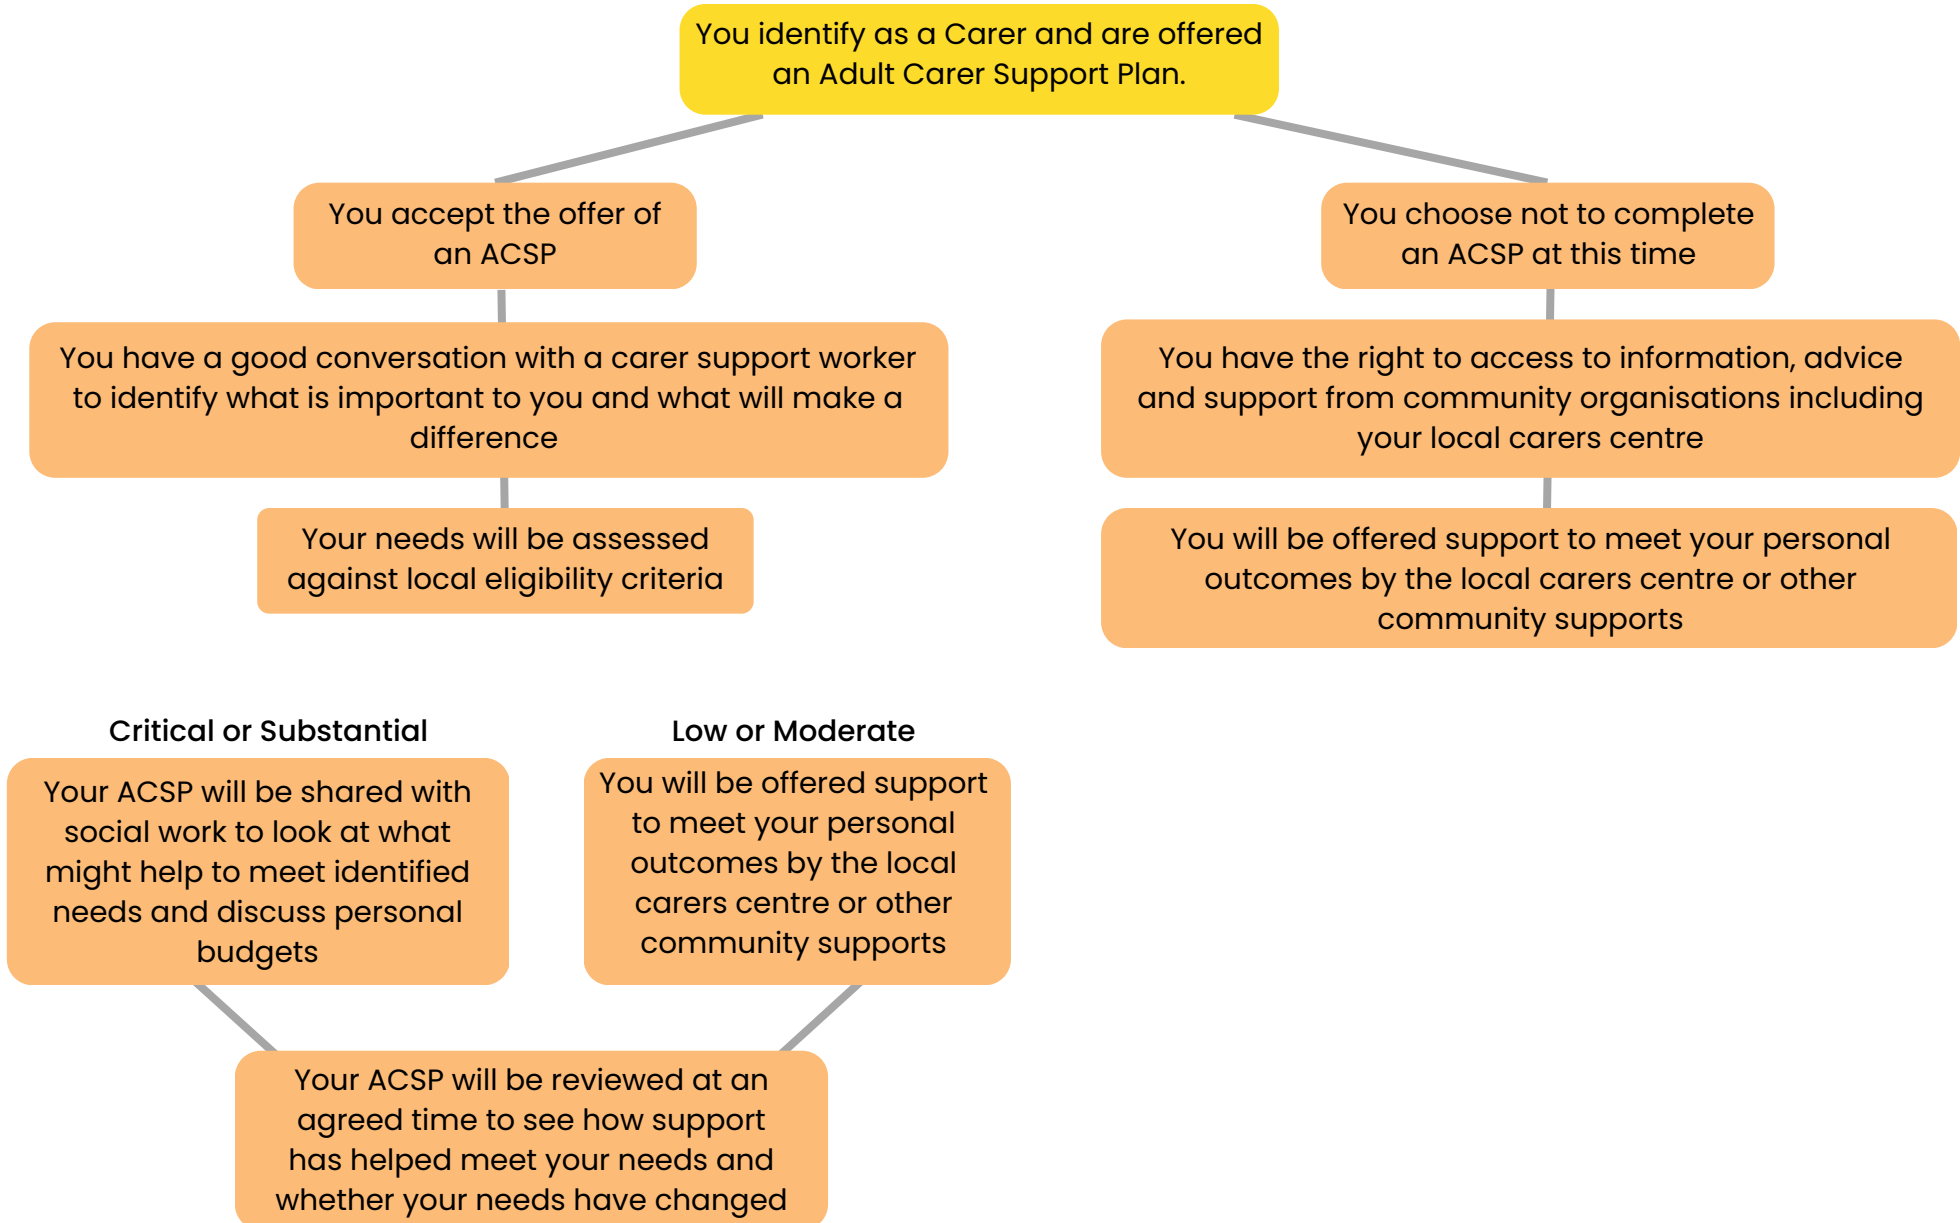 You identify as a Carer and are offered
an Adult Carer Support Plan.
You accept the offer of
an ACSP
You choose not to complete
an ACSP at this time
You have a good conversation with a carer support worker
to identify what is important to you and what will make a
difference
You have the right to access to information, advice
and support from community organisations including
your local carers centre
Your needs will be assessed
against local eligibility criteria
You will be offered support to meet your personal
outcomes by the local carers centre or other
community supports
Critical or Substantial
Your ACSP will be shared with
social work to look at what
might help to meet identified
needs and discuss personal
budgets
Low or Moderate
You will be offered support
to meet your personal
outcomes by the local
carers centre or other
community supports
Your ACSP will be reviewed at an
agreed time to see how support
has helped meet your needs and
whether your needs have changed